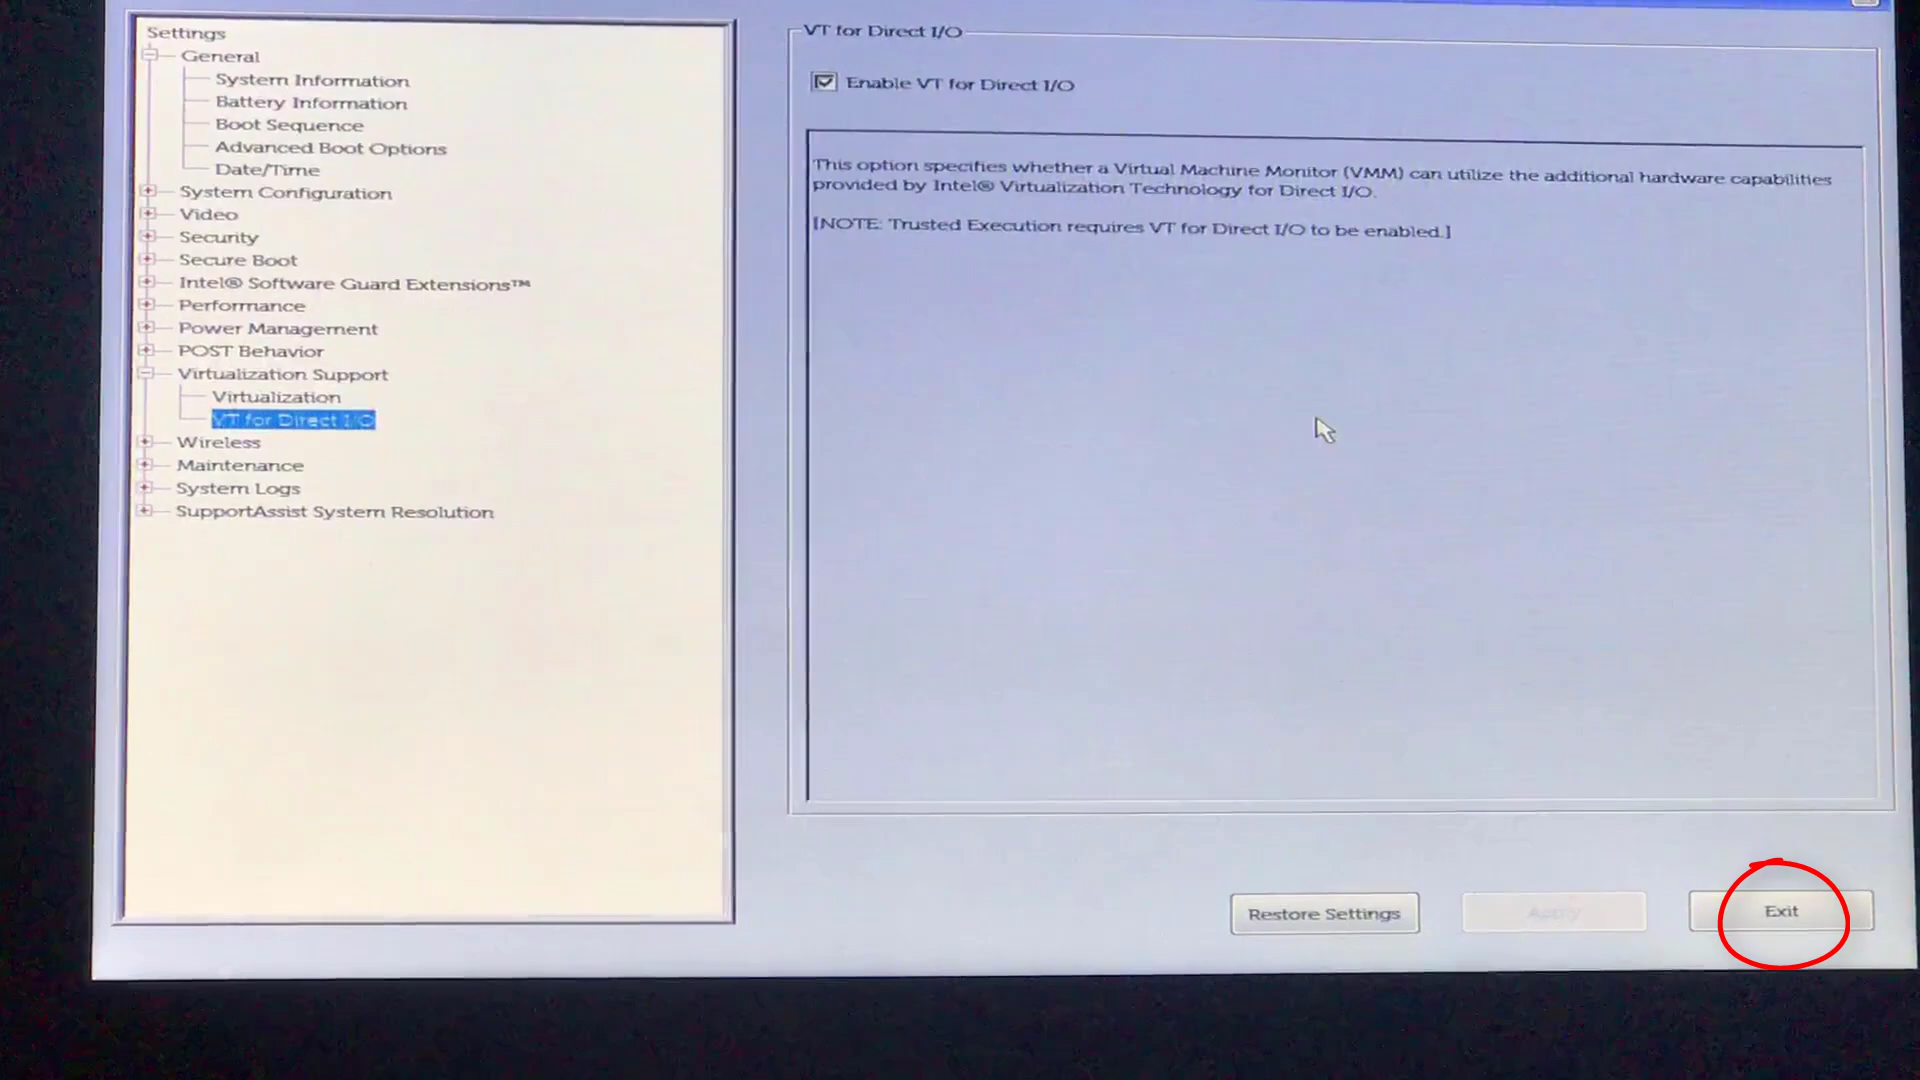 Settings
General
System Information
Battery Information
Boot Sequence
Advanced Boot Options
Date/Time
System Configuration
Video
Security
Secure Boot
Intel® Software Guard Extensions™
Performance
Power Management
POST Behavior
Virtualization Support
Virtualization
VT for Direct I/O
Wireless
Maintenance
System Logs
SupportAssist System Resolution
VT for Direct I/O
Enable VT for Direct I/O
This option specifies whether a Virtual Machine Monitor (VMM) can utilize the additional hardware capabilities
provided by Intel® Virtualization Technology for Direct I/O.
[NOTE: Trusted Execution requires VT for Direct I/O to be enabled.]
Restore Settings
Apply
Exit